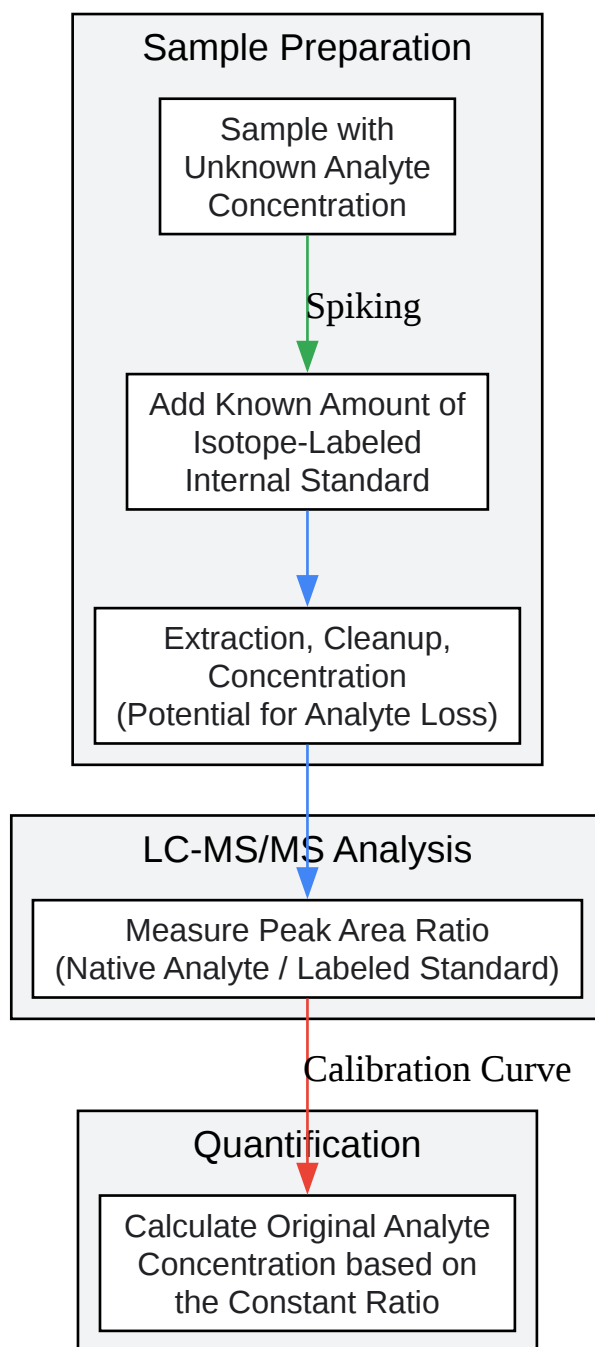 Sample Preparation
Sample with
Unknown Analyte
Concentration
Spiking
Add Known Amount of
Isotope-Labeled
Internal Standard
Extraction, Cleanup,
Concentration
(Potential for Analyte Loss)
LC-MS/MS Analysis
Measure Peak Area Ratio
(Native Analyte / Labeled Standard)
Calibration Curve
Quantification
Calculate Original Analyte
Concentration based on
the Constant Ratio